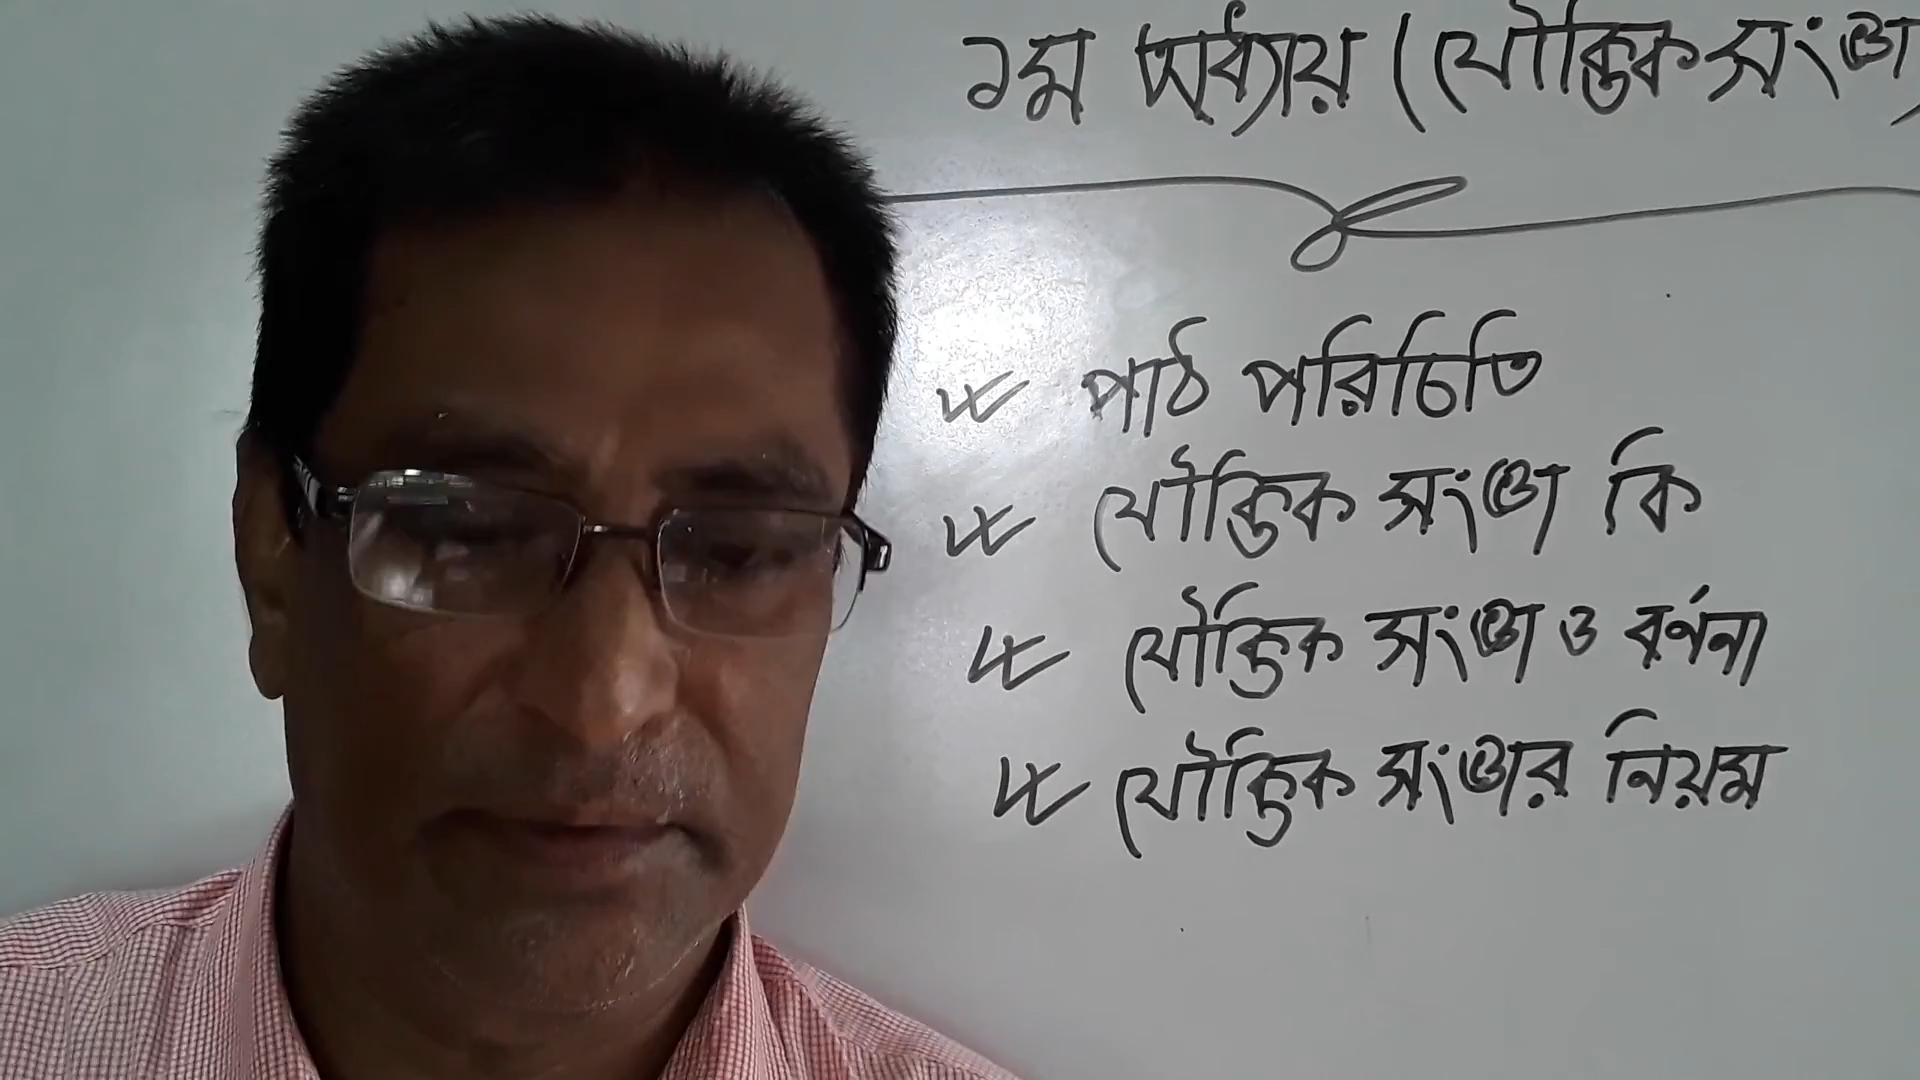 ১ম অধ্যায় (যৌক্তিক সংজ্ঞা)
পাঠ পরিচিতি
যৌক্তিক সংজ্ঞা কি
যৌক্তিক সংজ্ঞা ও বর্ণনা
যৌক্তিক সংজ্ঞার নিয়ম